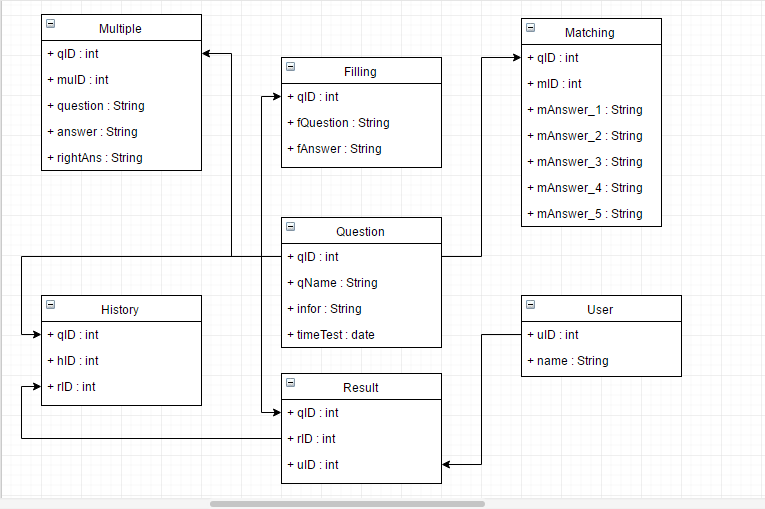 Multiple
+ qID : int
+ muID : int
+ question : String
+ answer : String
+ rightAns : String
Filling
+ qID : int
+ fQuestion : String
+ fAnswer : String
Matching
+ qID : int
+ mID : int
+ mAnswer_1 : String
+ mAnswer_2 : String
+ mAnswer_3 : String
+ mAnswer_4 : String
+ mAnswer_5 : String
Question
+ qID : int
+ qName : String
+ infor : String
+ timeTest : date
History
+ qID : int
+ hID : int
+ rID : int
User
+ uID : int
+ name : String
Result
+ qID : int
+ rID : int
+ uID : int